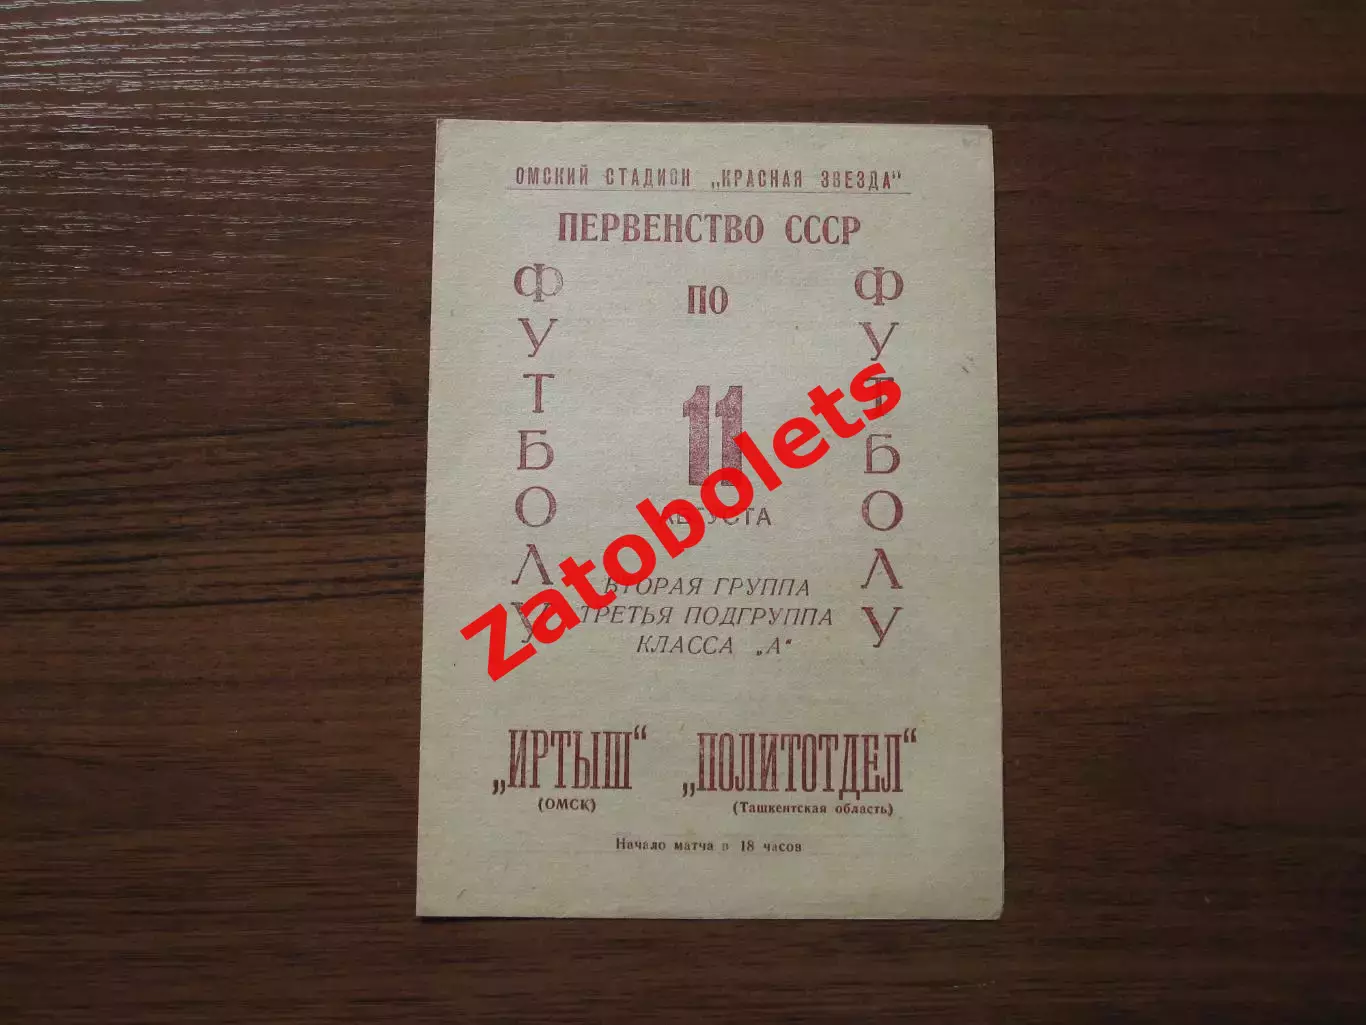 ОМСКИЙ СТАДИОН „КРАСНАЯ ЗВЕЗДА“
ПЕРВЕНСТВО СССР
ПО
ФУТБОЛУ
ФУТБОЛУ
11
АВГУСТА
ВТОРАЯ ГРУППА
ТРЕТЬЯ ПОДГРУППА
КЛАССА „А“
„ИРТЫШ“
(ОМСК)
„ПОЛИТОТДЕЛ“
(Ташкентская область)
Начало матча в 18 часов
Zatobolets